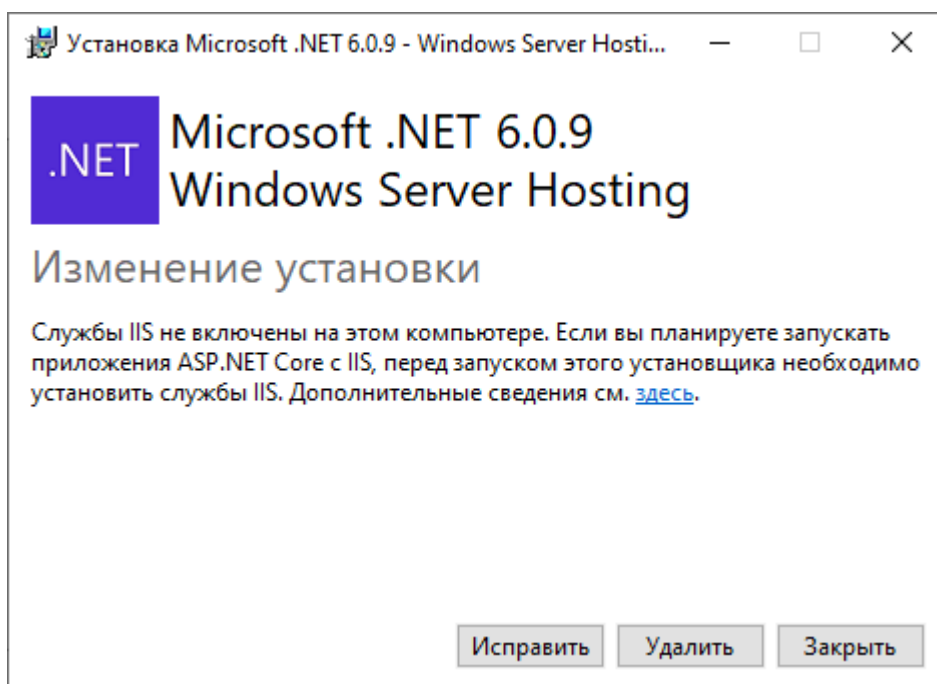 Установка Microsoft .NET 6.0.9 - Windows Server Hosti...
.NET
Microsoft .NET 6.0.9
Windows Server Hosting
Изменение установки
Службы IIS не включены на этом компьютере. Если вы планируете запускать
приложения ASP.NET Core с IIS, перед запуском этого установщика необходимо
установить службы IIS. Дополнительные сведения см. здесь.
Исправить Удалить Закрыть